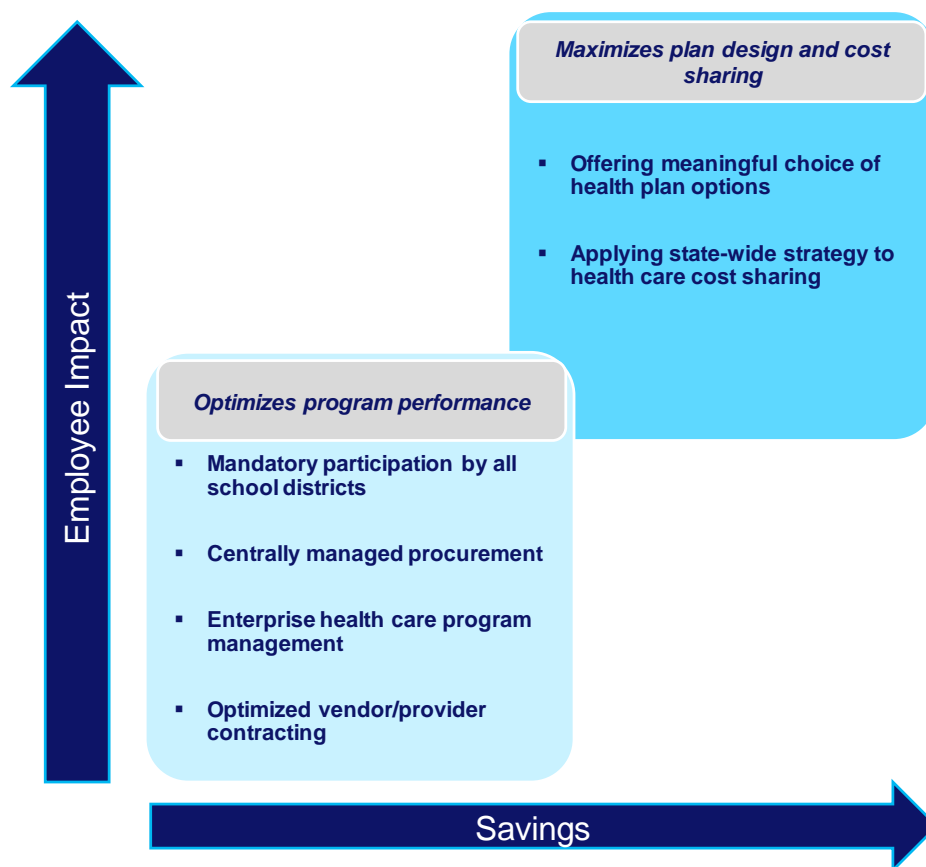 Maximizes plan design and cost
sharing
▪ Offering meaningful choice of
health plan options
▪ Applying state-wide strategy to
health care cost sharing
Employee Impact
Optimizes program performance
▪ Mandatory participation by all
school districts
▪ Centrally managed procurement
▪ Enterprise health care program
management
▪ Optimized vendor/provider
contracting
Savings